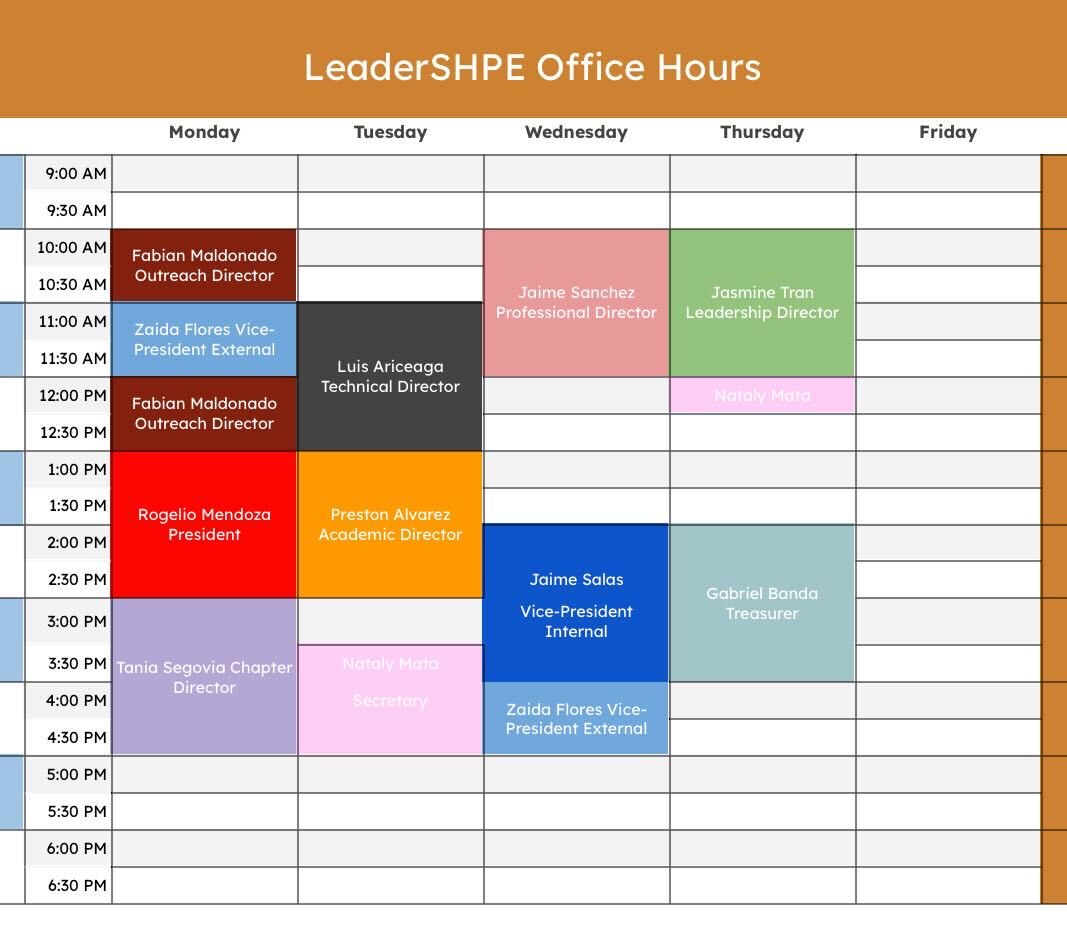 LeaderSHPE Office Hours
Monday Tuesday Wednesday Thursday Friday
9:00 AM
9:30 AM
10:00 AM
Fabian Maldonado
Outreach Director
10:30 AM
Jaime Sanchez
Professional Director
Jasmine Tran
Leadership Director
11:00 AM
Zaida Flores Vice-
President External
11:30 AM
Luis Ariceaga
Technical Director
12:00 PM
Nataly Mata
Fabian Maldonado
Outreach Director
12:30 PM
1:00 PM
1:30 PM
Rogelio Mendoza
President
Preston Alvarez
Academic Director
2:00 PM
2:30 PM
Jaime Salas
Vice-President
Internal
Gabriel Banda
Treasurer
3:00 PM
3:30 PM
Tania Segovia Chapter
Director
Nataly Mata
Secretary
4:00 PM
Zaida Flores Vice-
President External
4:30 PM
5:00 PM
5:30 PM
6:00 PM
6:30 PM